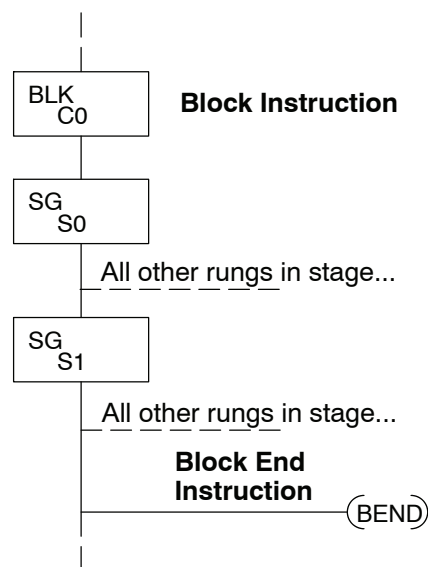 BLK
C0
Block Instruction
SG
S0
All other rungs in stage...
SG
S1
All other rungs in stage...
Block End
Instruction
(BEND)